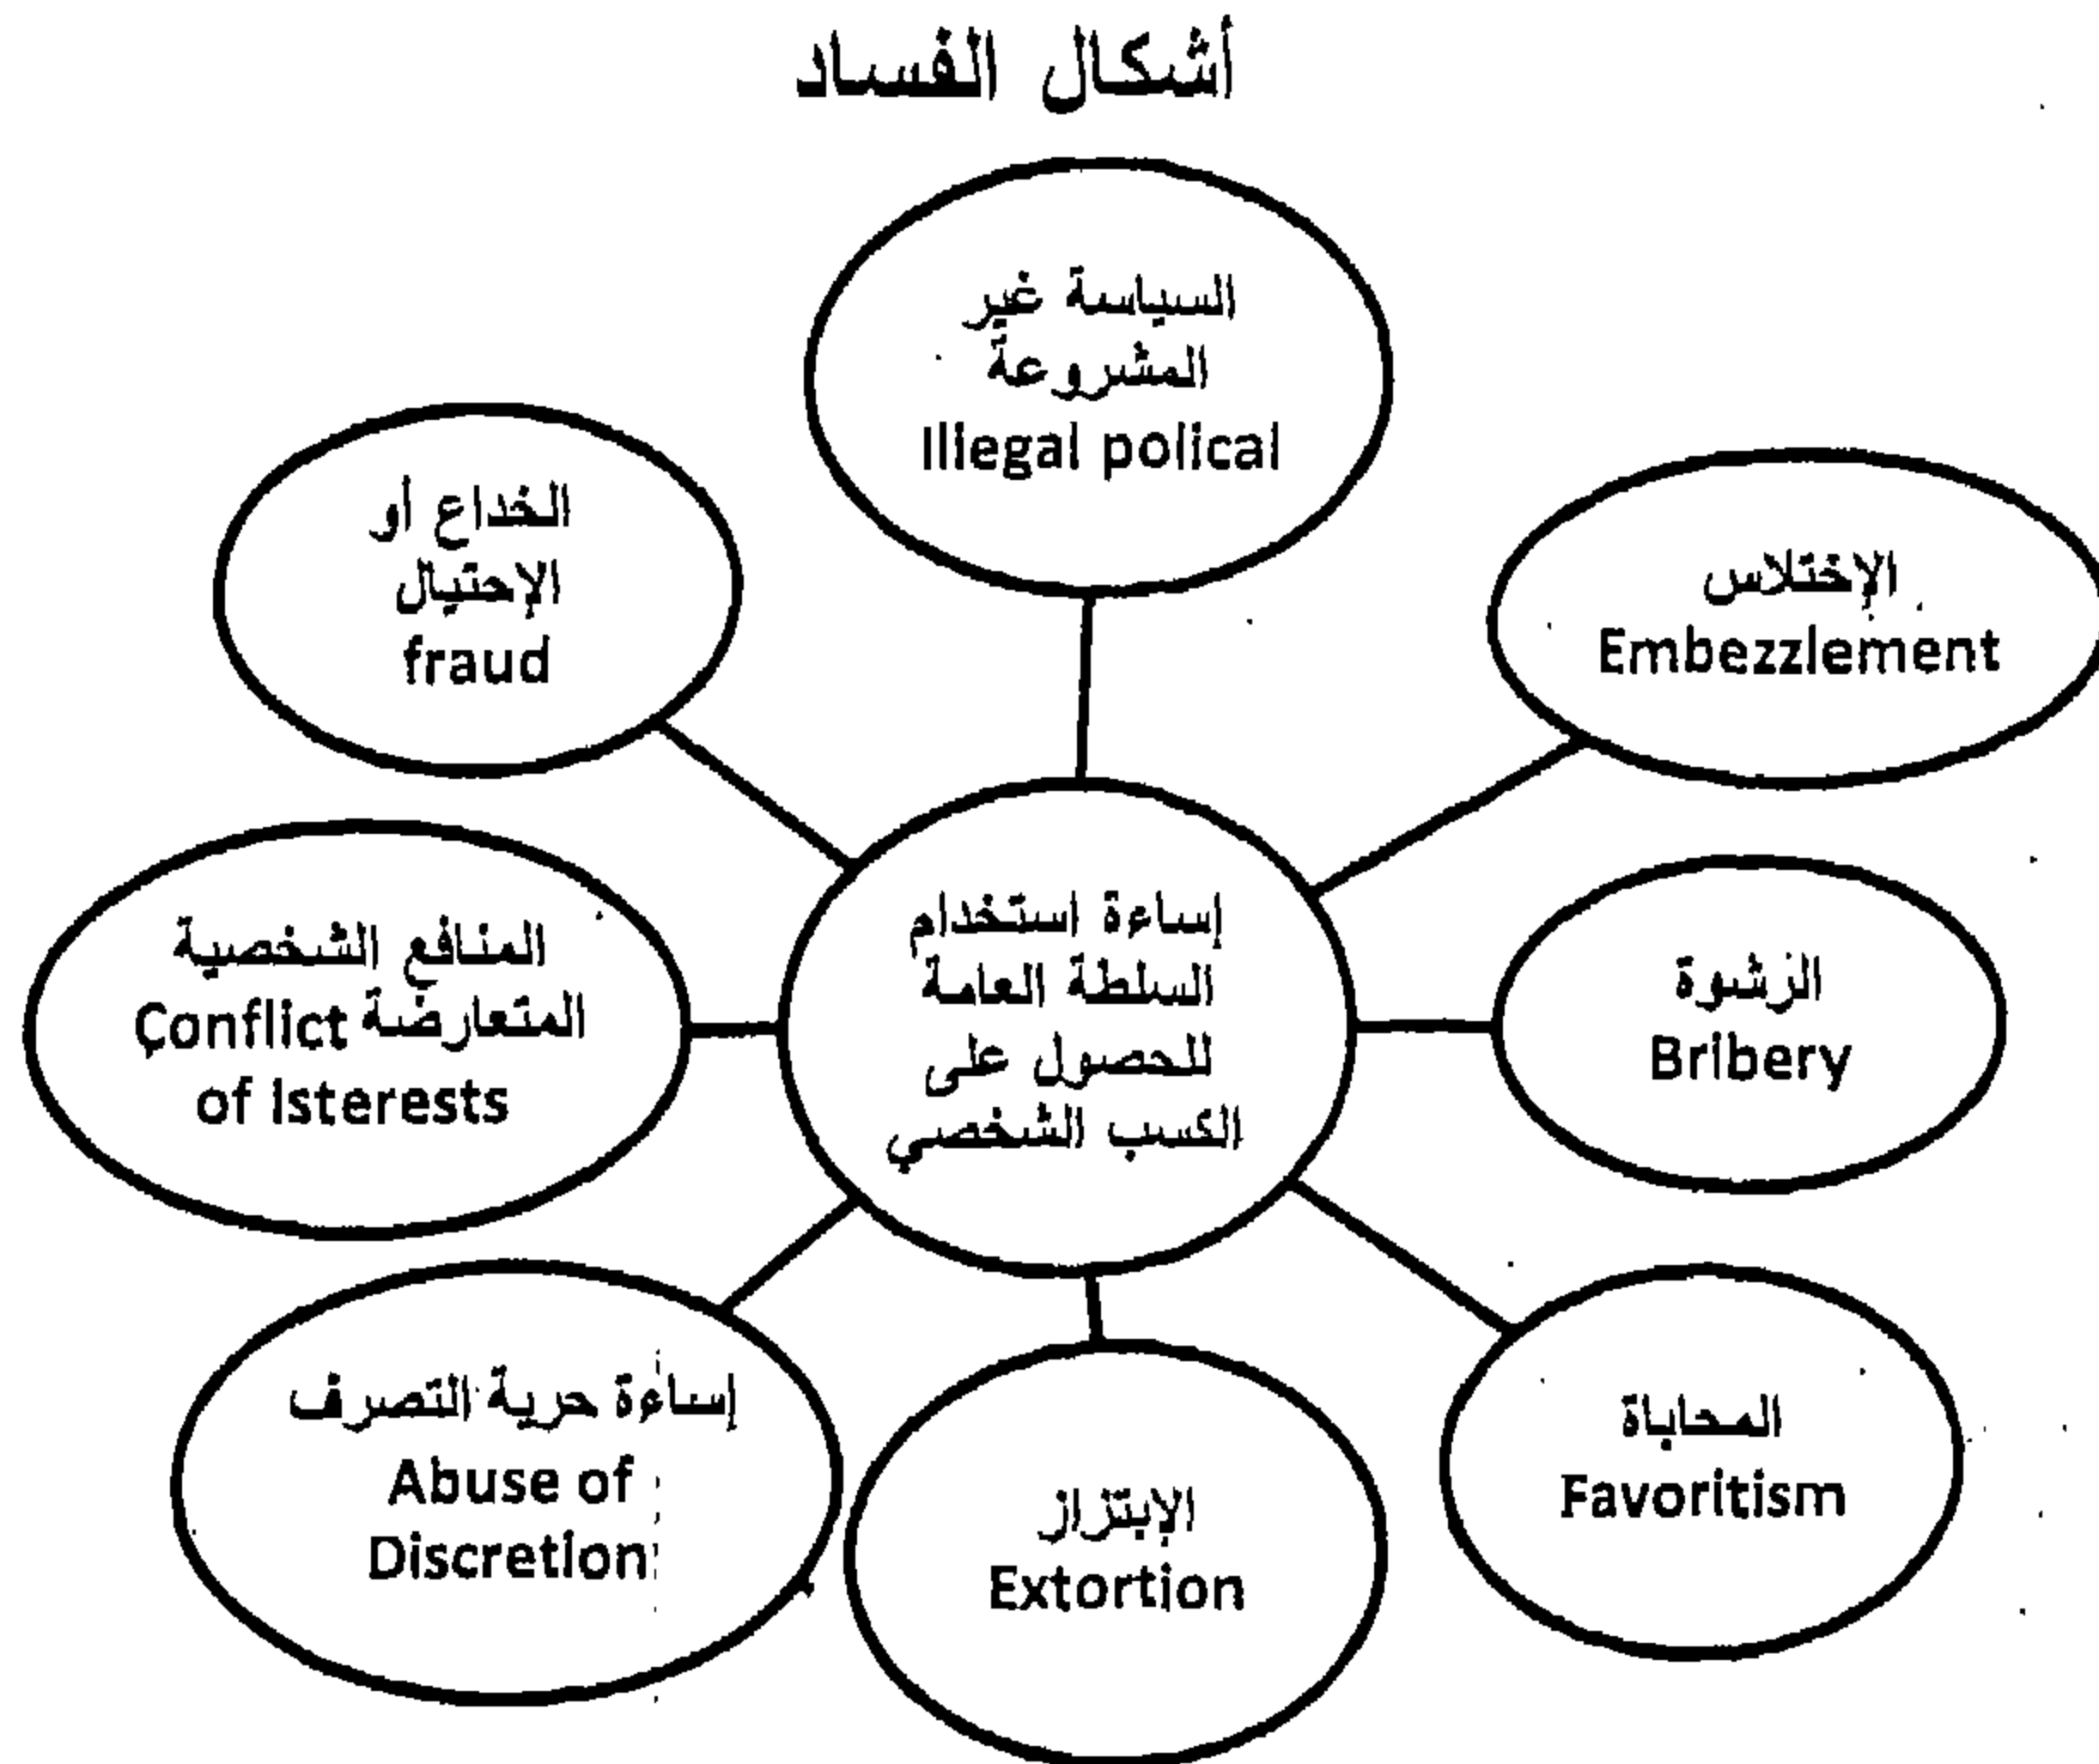 أشكال الفساد
السياسة غير
المشروعة
Illegal polical
الخداع أو
الإحتيال
fraud
الإختلاس
Embezzlement
المنافع الشخصية
المتعارضة Conflict
of Isterests
إساءة استخدام
السلطة العامة
للحصول على
الكسب الشخصي
الرشوة
Bribery
إساءة حرية التصرف
Abuse of
Discretion
الإبتزاز
Extortion
المحاباة
Favoritism